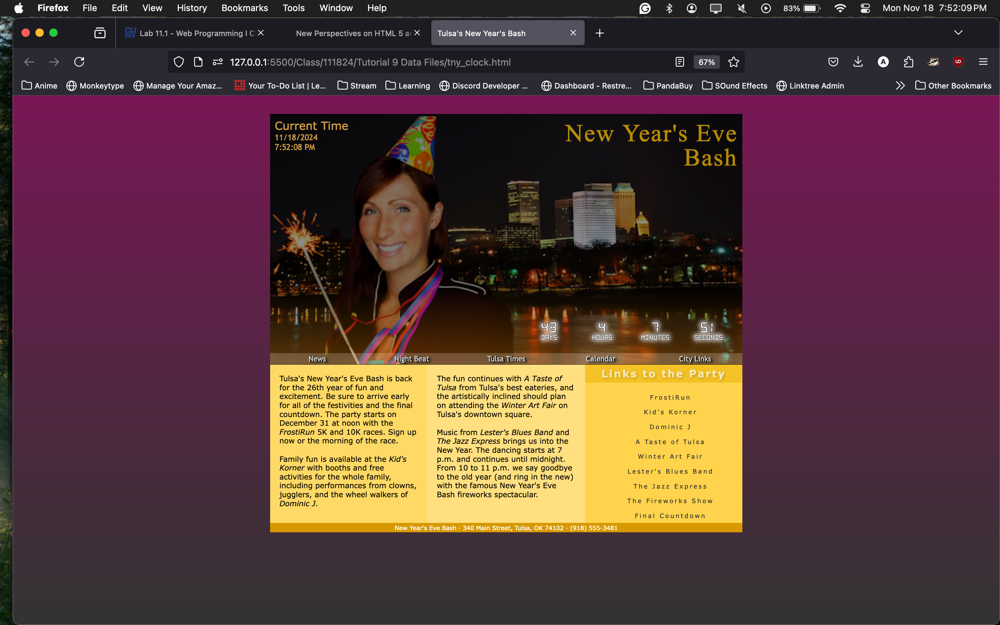 Firefox File Edit View History Bookmarks Tools Window Help
83%
Mon Nov 18 7:52:09 PM
Lab 11.1 - Web Programming I C
New Perspectives on HTML 5 ar
Tulsa's New Year's Bash
127.0.0.1:5500/Class/111824/Tutorial 9 Data Files/tny_clock.html
67%
A
Anime Monkeytype Manage Your Amaz... Your To-Do List | Le... Stream Learning Discord Developer ... Dashboard - Restre... PandaBuy SOund Effects Linktree Admin Other Bookmarks
Current Time
11/18/2024
7:52:08 PM
New Year's Eve
Bash
43 4 7 51
DAYS HOURS MINUTES SECONDS
News Night Beat Tulsa Times Calendar City Links
Tulsa's New Year's Eve Bash is back
for the 26th year of fun and
excitement. Be sure to arrive early
for all of the festivities and the final
countdown. The party starts on
December 31 at noon with the
FrostiRun 5K and 10K races. Sign up
now or the morning of the race.
Family fun is available at the Kid's
Korner with booths and free
activities for the whole family,
including performances from clowns,
jugglers, and the wheel walkers of
Dominic J.
The fun continues with A Taste of
Tulsa from Tulsa's best eateries, and
the artistically inclined should plan
on attending the Winter Art Fair on
Tulsa's downtown square.
Music from Lester's Blues Band and
The Jazz Express brings us into the
New Year. The dancing starts at 7
p.m. and continues until midnight.
From 10 to 11 p.m. we say goodbye
to the old year (and ring in the new)
with the famous New Year's Eve
Bash fireworks spectacular.
Links to the Party
FrostiRun
Kid's Korner
Dominic J
A Taste of Tulsa
Winter Art Fair
Lester's Blues Band
The Jazz Express
The Fireworks Show
Final Countdown
New Year's Eve Bash · 340 Main Street, Tulsa, OK 74102 · (918) 555-3481